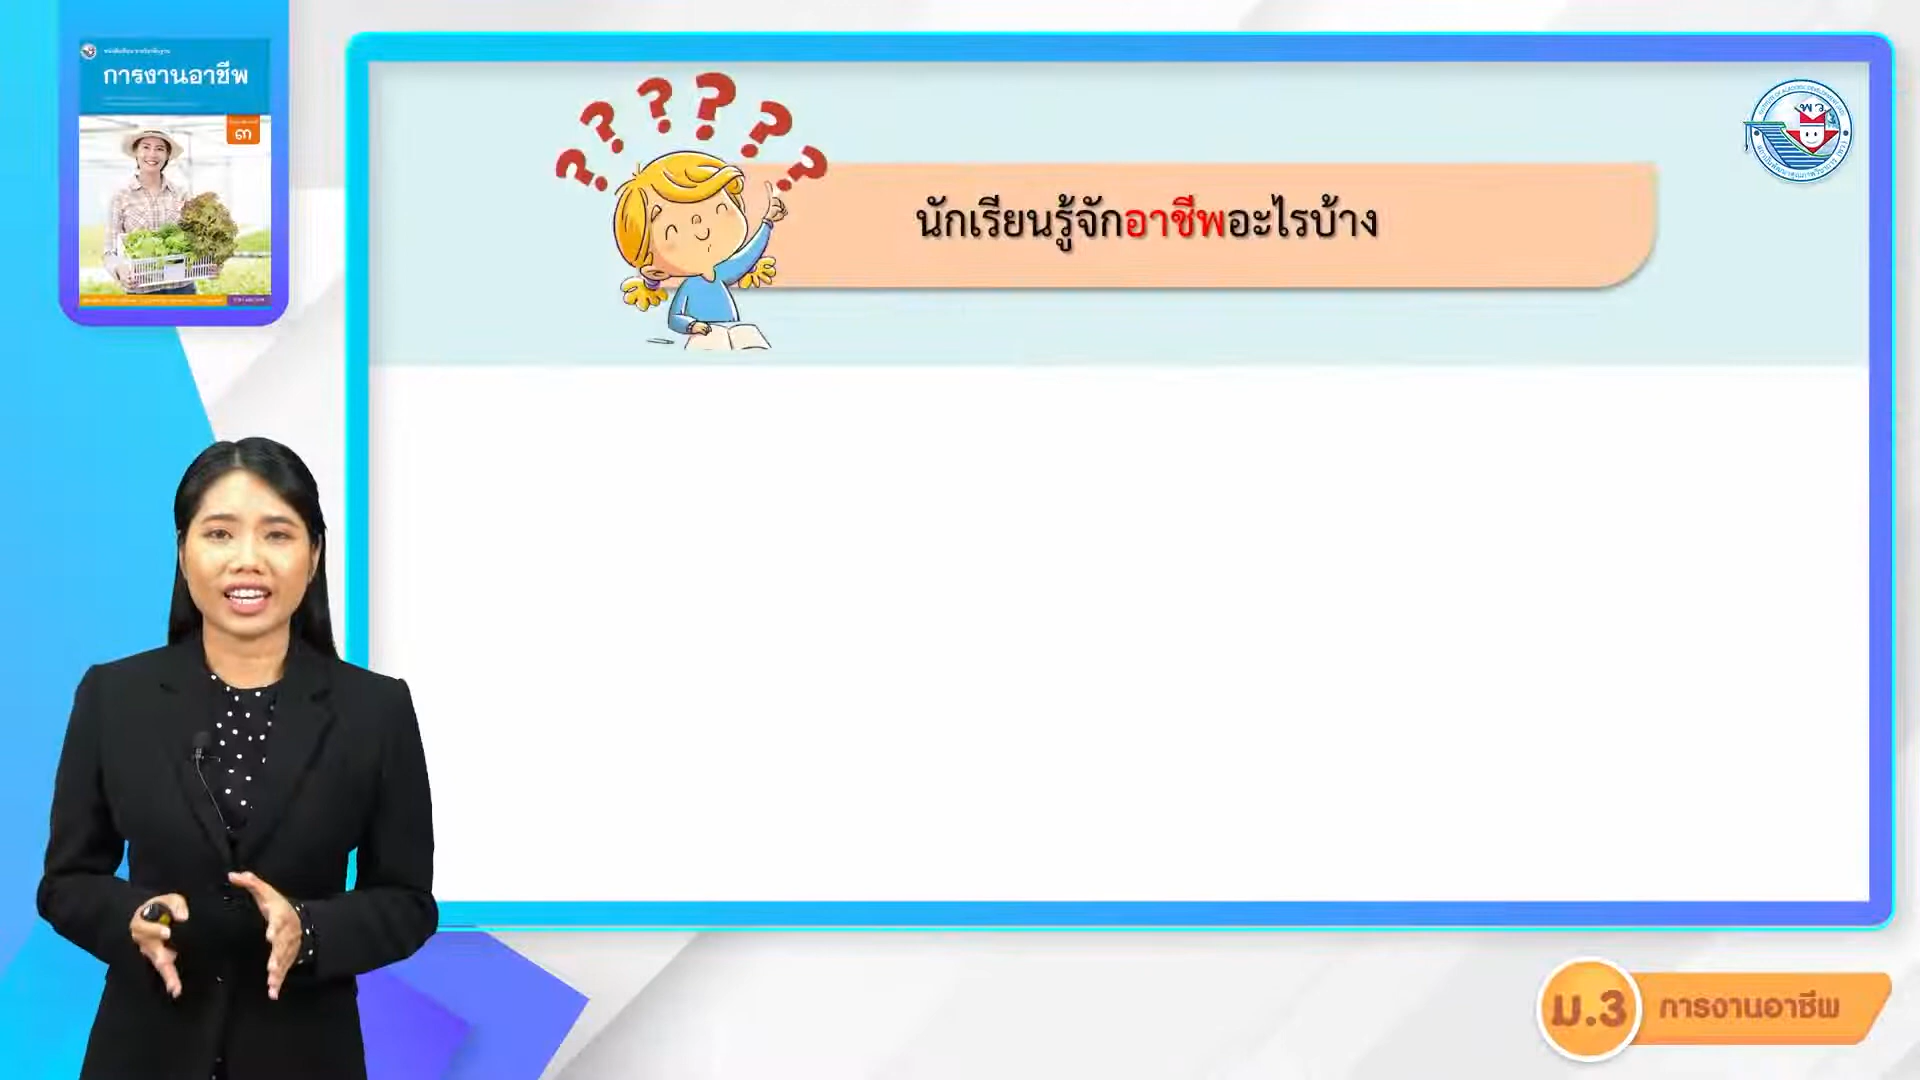 การงานอาชีพ
๓
นักเรียนรู้จักอาชีพอะไรบ้าง
พว
ม.3 การงานอาชีพ